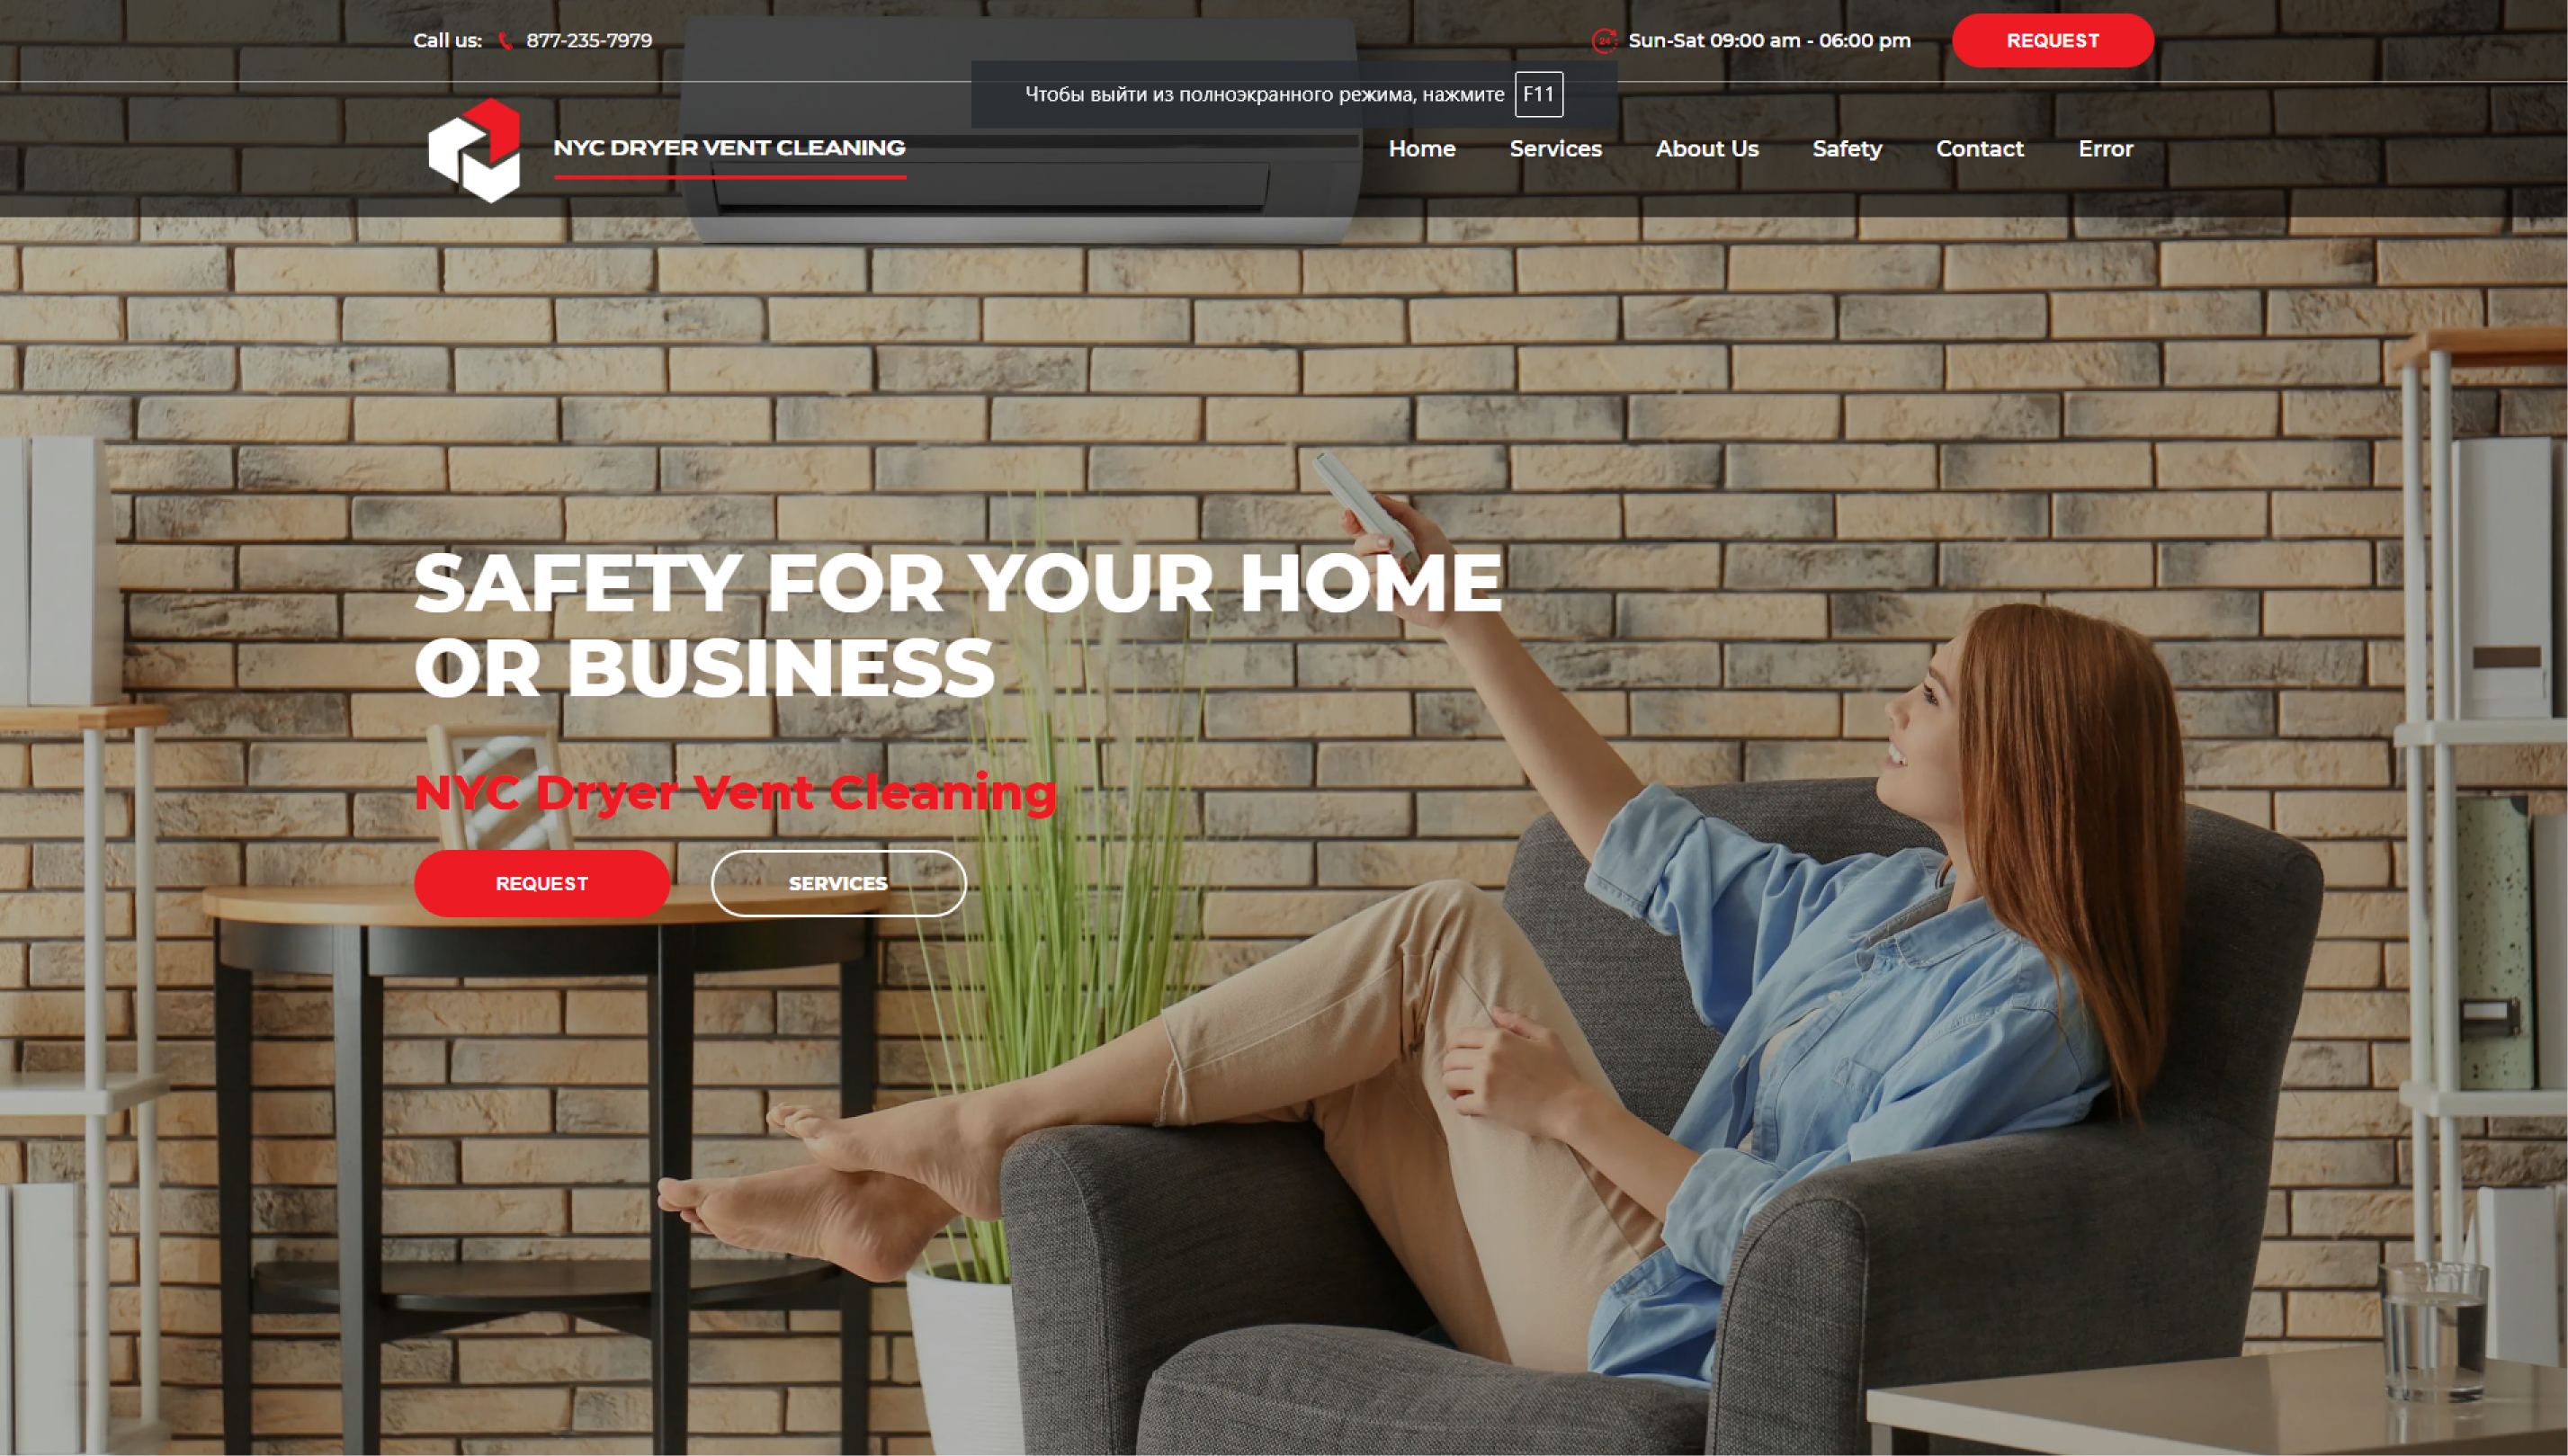 Call us: 877-235-7979
24 Sun-Sat 09:00 am - 06:00 pm
REQUEST
Чтобы выйти из полноэкранного режима, нажмите F11
NYC DRYER VENT CLEANING
Home Services About Us Safety Contact Error
SAFETY FOR YOUR HOME
OR BUSINESS
NYC Dryer Vent Cleaning
REQUEST
SERVICES